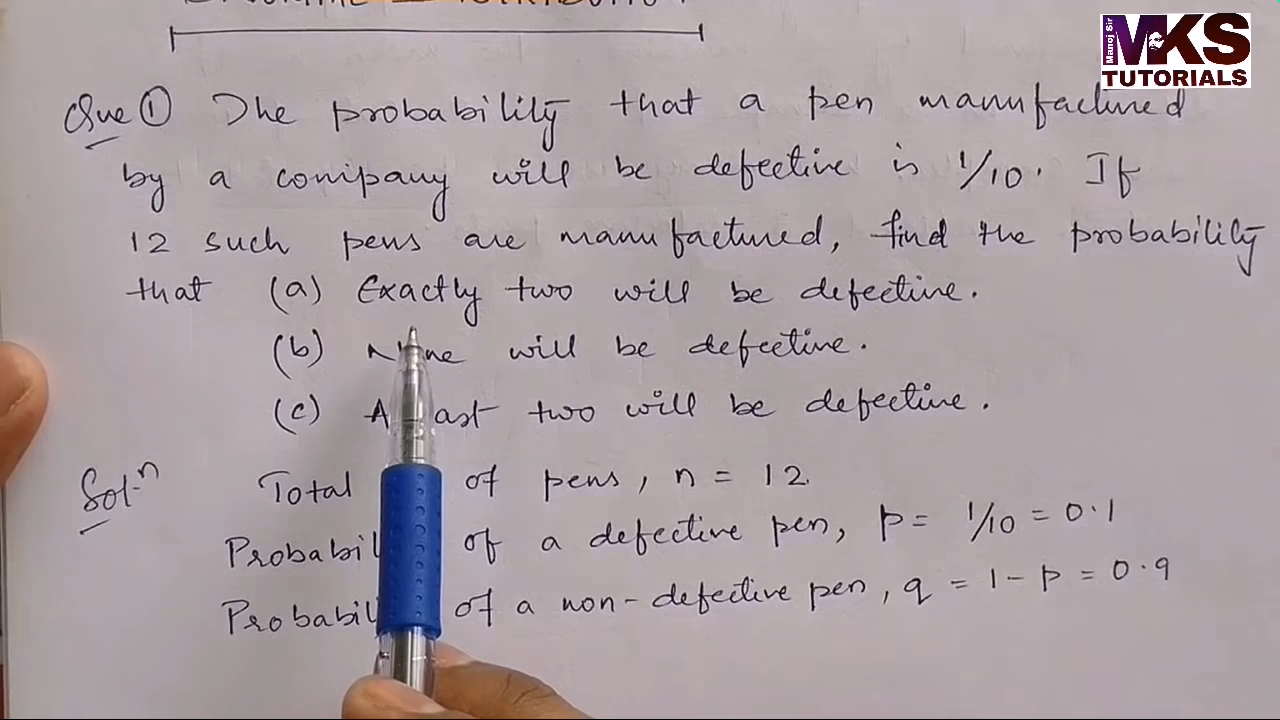 Manoj Sir
MKS
TUTORIALS
Que ① The probability that a pen manufactured
by a company will be defective is 1/10. If
12 such pens are manufactured, find the probability
that (a) Exactly two will be defective.
(b) will be defective.
(c) two will be defective.
Solⁿ Total of pens, n = 12
of a defective pen, p = 1/10 = 0.1
of a non-defective pen, q = 1 - p = 0.9